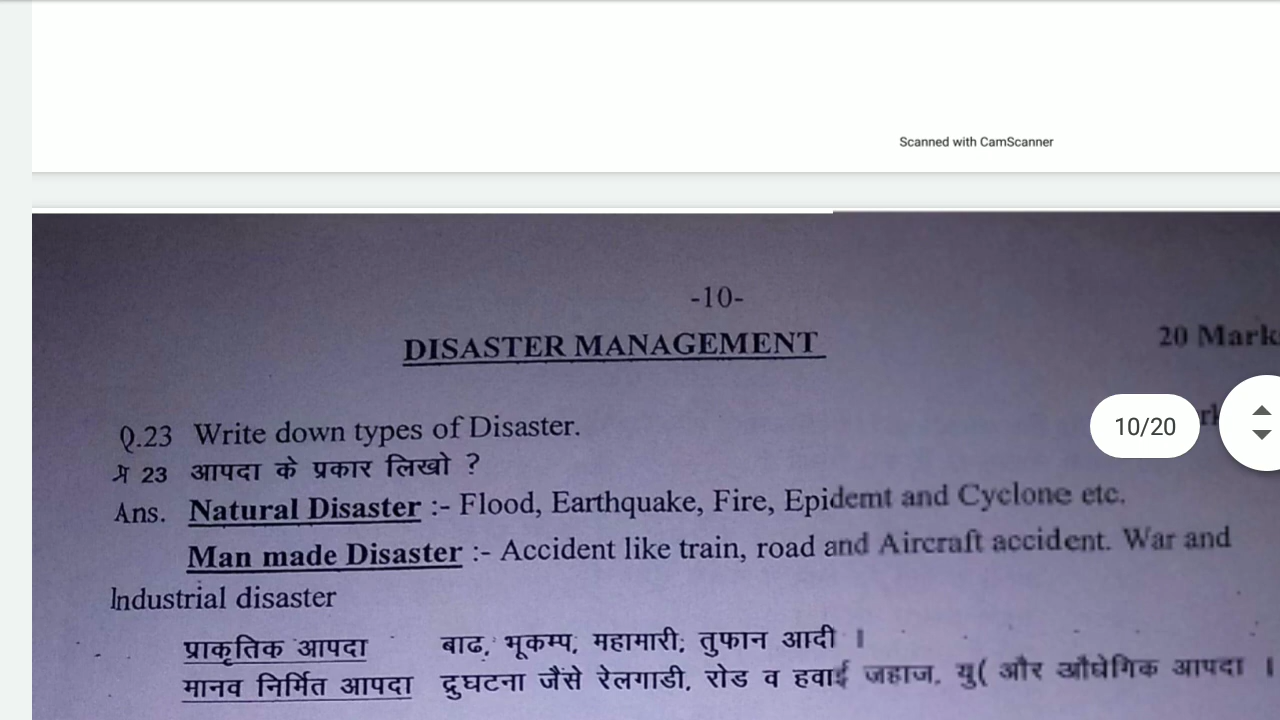 Scanned with CamScanner
-10-
DISASTER MANAGEMENT
20 Mark
Q.23 Write down types of Disaster.
10/20
प्र 23 आपदा के प्रकार लिखो ?
Ans. Natural Disaster :- Flood, Earthquake, Fire, Epidemt and Cyclone etc.
Man made Disaster :- Accident like train, road and Aircraft accident. War and
Industrial disaster
प्राकृतिक आपदा बाढ, भूकम्प, महामारी; तुफान आदी ।
मानव निर्मित आपदा दुघटना जैंसे रेलगाडी, रोड व हवाई जहाज, यु( और औधेगिक आपदा ।